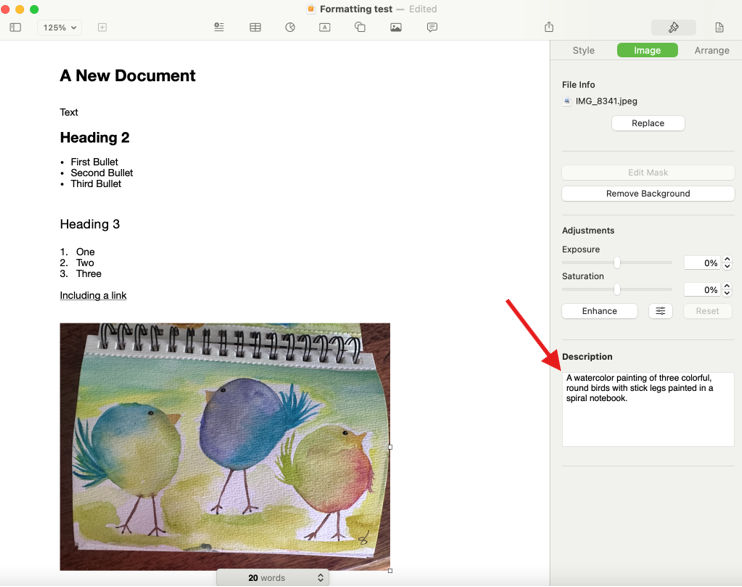 Formatting test — Edited
125%
A New Document
Text
Heading 2
• First Bullet
• Second Bullet
• Third Bullet
Heading 3
1. One
2. Two
3. Three
Including a link
20 words
Style Image Arrange
File Info
IMG_8341.jpeg
Replace
Edit Mask
Remove Background
Adjustments
Exposure
0%
Saturation
0%
Enhance Reset
Description
A watercolor painting of three colorful,
round birds with stick legs painted in a
spiral notebook.